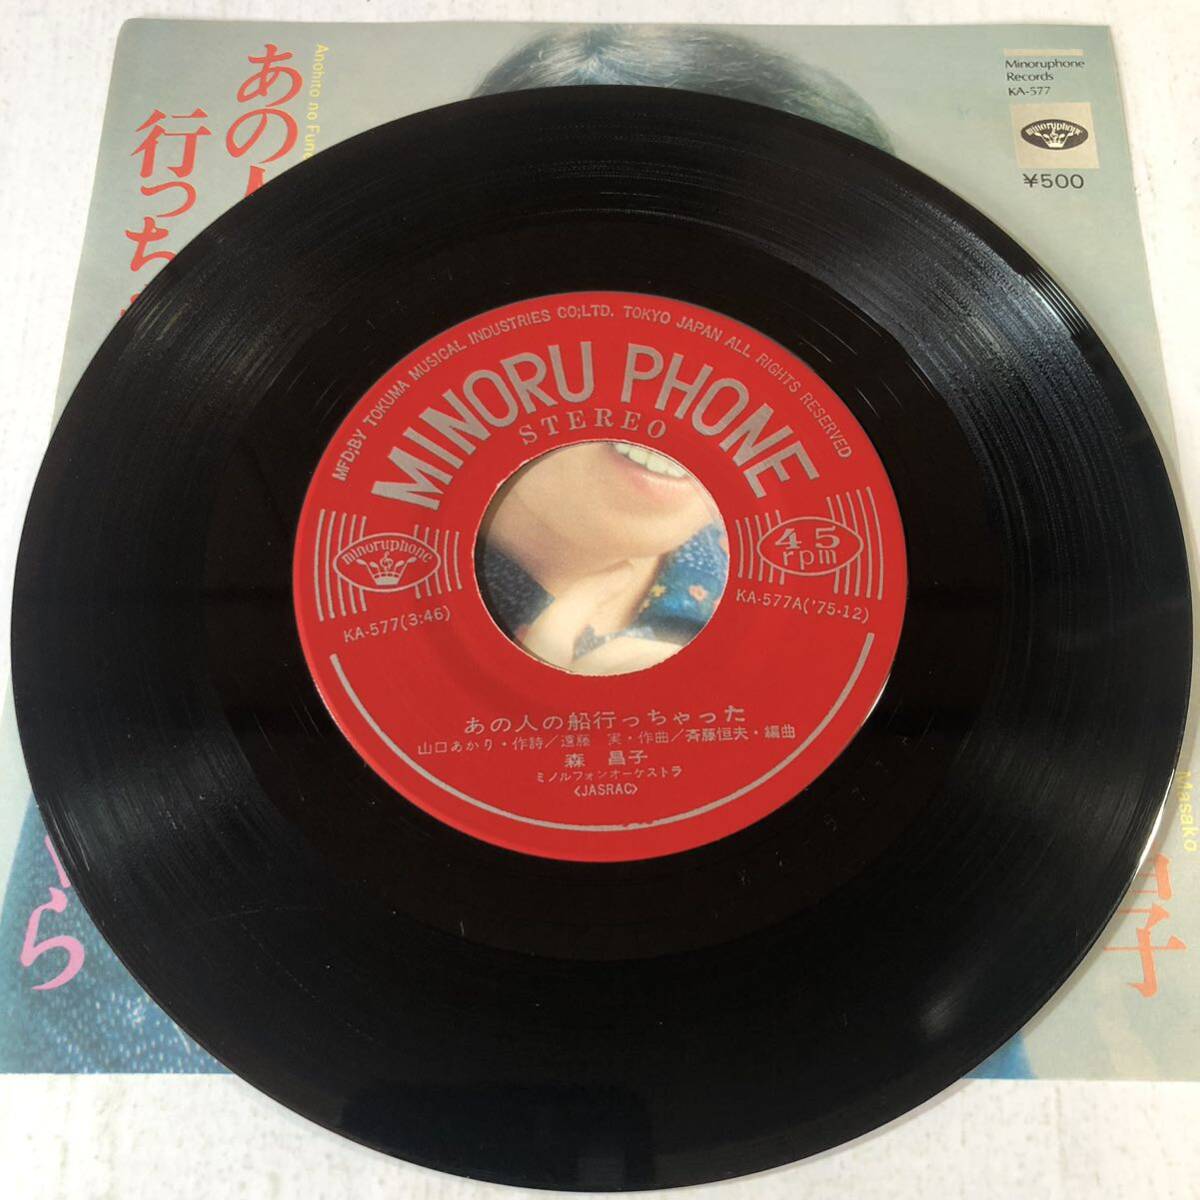 あの人
行っち
Anohito no Fune
Minoruphone
Records
KA-577
minoruphone
¥500
MFD;BY TOKUMA MUSICAL INDUSTRIES CO;LTD. TOKYO JAPAN ALL RIGHTS RESERVED
MINORU PHONE
STEREO
minoruphone
45
rpm
KA-577(3:46)
KA-577A('75·12)
あの人の船行っちゃった
山口あかり・作詩/遠藤 実・作曲/斉藤恒夫・編曲
森 昌子
ミノルフォンオーケストラ
〈JASRAC〉
Masako
昌子
ら